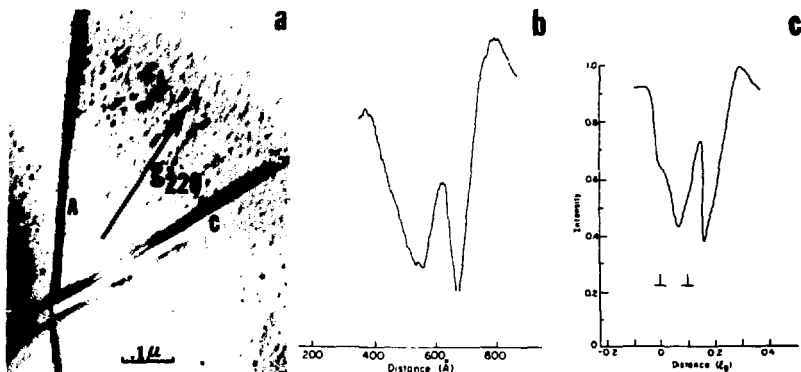 a
A
g220
C
.1μ
b
200 400 600 800
Distance (Å)
c
1.0
0.8
0.6
0.4
0.2
0
Intensity
-0.2 0 0.2 0.4
Distance (ξg)